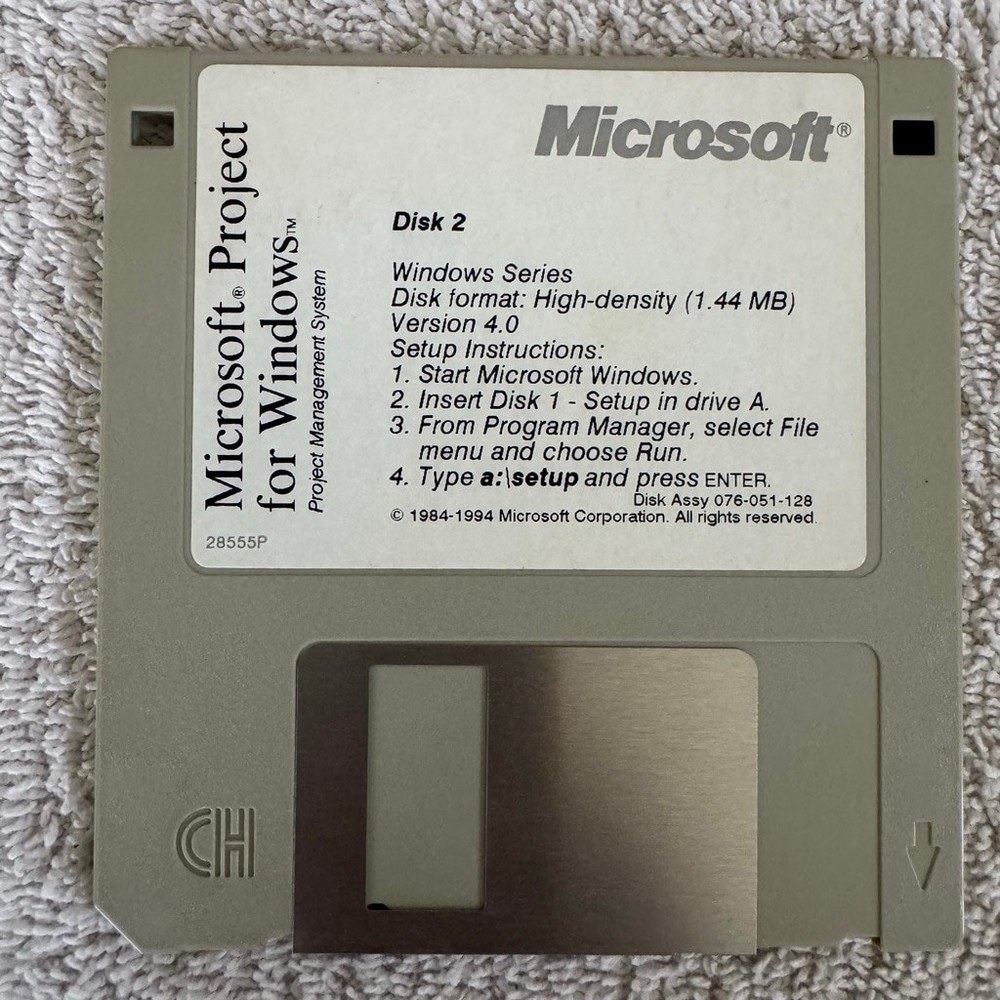 Microsoft® Project
for Windows™
Project Management System
28555P
Microsoft®
Disk 2
Windows Series
Disk format: High-density (1.44 MB)
Version 4.0
Setup Instructions:
1. Start Microsoft Windows.
2. Insert Disk 1 - Setup in drive A.
3. From Program Manager, select File
menu and choose Run.
4. Type a:\setup and press ENTER.
Disk Assy 076-051-128
© 1984-1994 Microsoft Corporation. All rights reserved.
CH